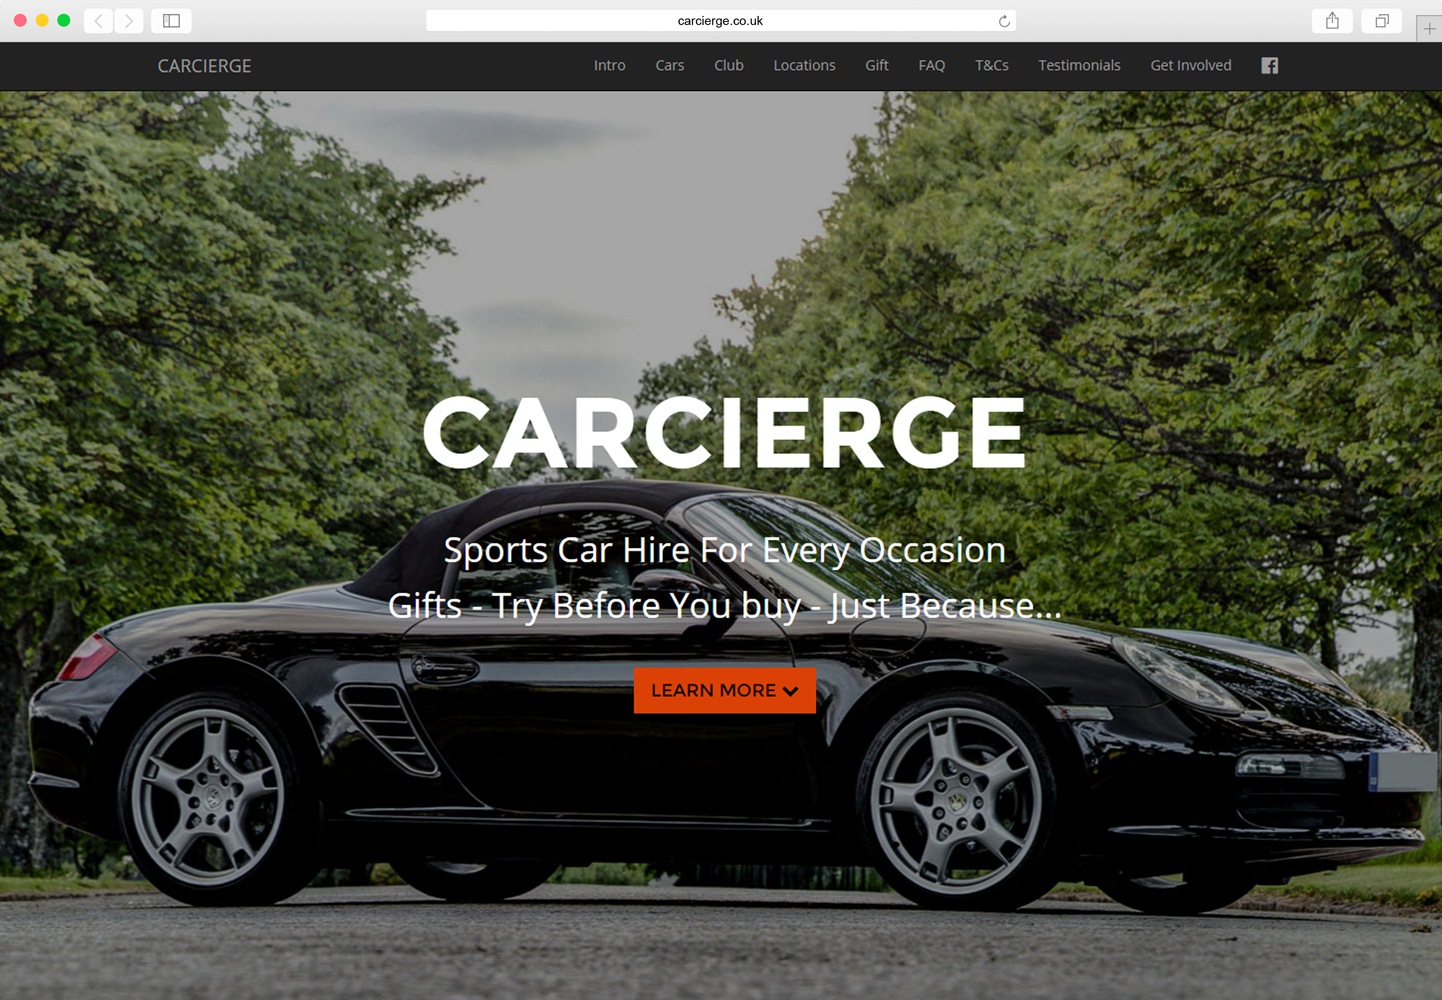 carcierge.co.uk
CARCIERGE Intro Cars Club Locations Gift FAQ T&Cs Testimonials Get Involved
CARCIERGE
Sports Car Hire For Every Occasion
Gifts - Try Before You buy - Just Because...
LEARN MORE